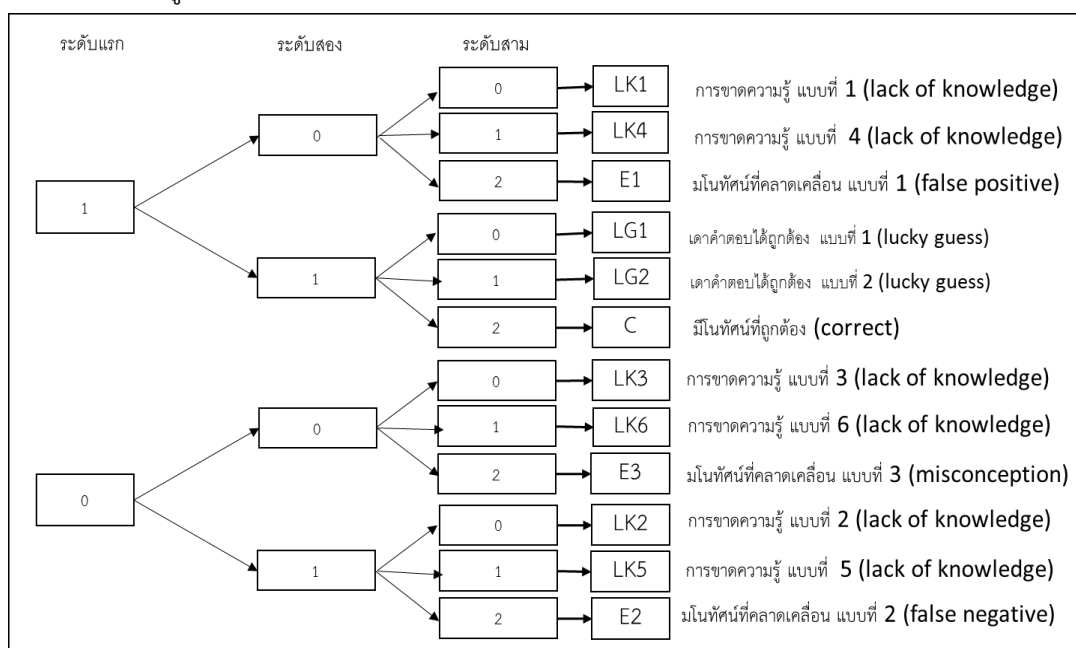 ระดับแรก ระดับสอง ระดับสาม
0 LK1 การขาดความรู้ แบบที่ 1 (lack of knowledge)
0
1 LK4 การขาดความรู้ แบบที่ 4 (lack of knowledge)
2 E1 มโนทัศน์ที่คลาดเคลื่อน แบบที่ 1 (false positive)
1
0 LG1 เดาคำตอบได้ถูกต้อง แบบที่ 1 (lucky guess)
1
1 LG2 เดาคำตอบได้ถูกต้อง แบบที่ 2 (lucky guess)
2 C มีโนทัศน์ที่ถูกต้อง (correct)
0 LK3 การขาดความรู้ แบบที่ 3 (lack of knowledge)
0
1 LK6 การขาดความรู้ แบบที่ 6 (lack of knowledge)
2 E3 มโนทัศน์ที่คลาดเคลื่อน แบบที่ 3 (misconception)
0
0 LK2 การขาดความรู้ แบบที่ 2 (lack of knowledge)
1
1 LK5 การขาดความรู้ แบบที่ 5 (lack of knowledge)
2 E2 มโนทัศน์ที่คลาดเคลื่อน แบบที่ 2 (false negative)